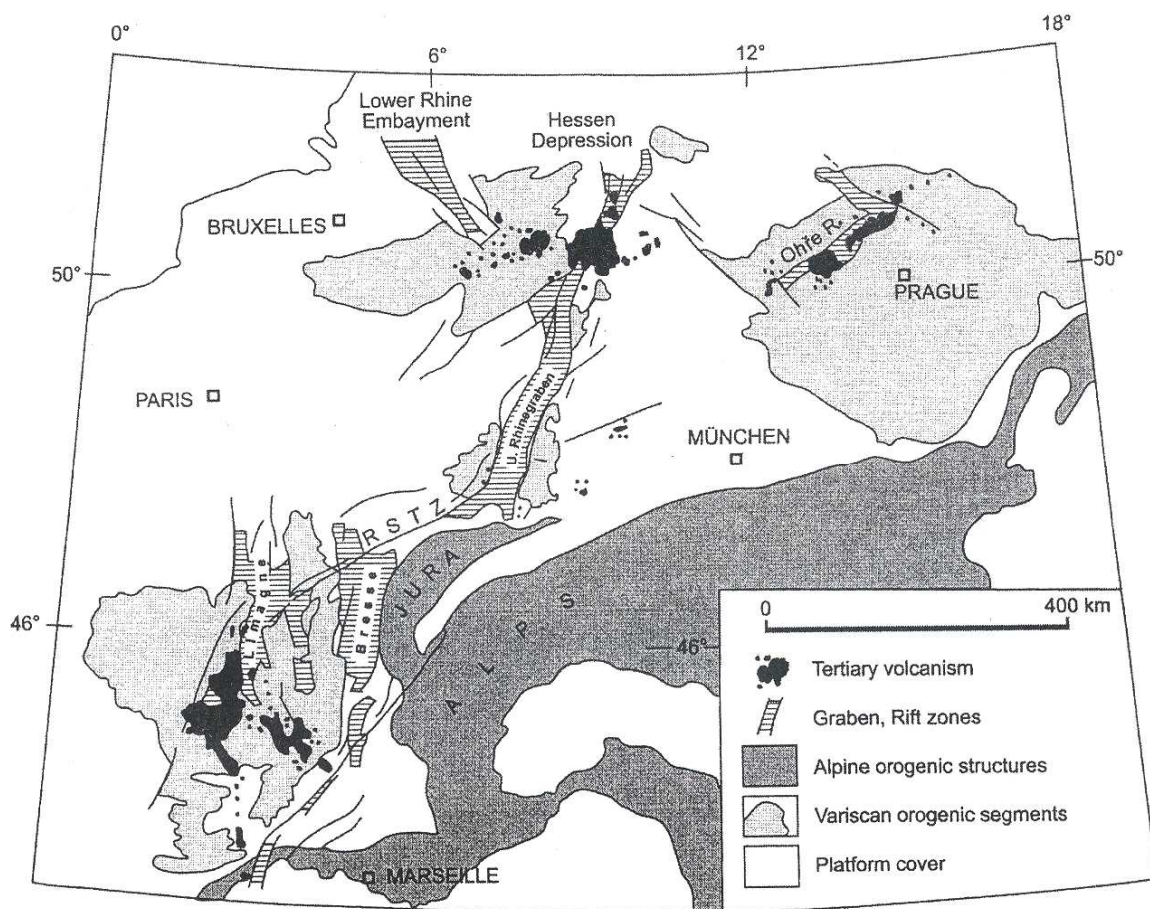 0°
6°
12°
18°
Lower Rhine
Embayment
Hessen
Depression
BRUXELLES
Ohře R.
50°
50°
PRAGUE
PARIS
U. Rhinegraben
MÜNCHEN
RSTZ
Limagne
Bresse
JURA
ALPS
46°
46°
MARSEILLE
0
400 km
Tertiary volcanism
Graben, Rift zones
Alpine orogenic structures
Variscan orogenic segments
Platform cover